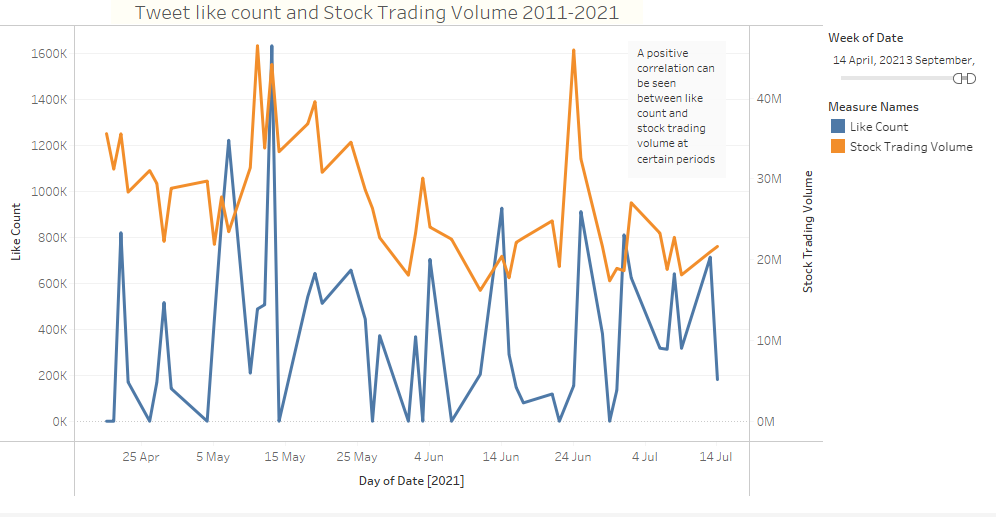 Tweet like count and Stock Trading Volume 2011-2021
1600K
1400K
1200K
1000K
800K
600K
400K
200K
0K
Like Count
A positive
correlation can
be seen
between like
count and
stock trading
volume at
certain periods
40M
30M
20M
10M
0M
Stock Trading Volume
25 Apr
5 May
15 May
25 May
4 Jun
14 Jun
24 Jun
4 Jul
14 Jul
Day of Date [2021]
Week of Date
14 April, 20213 September,
Measure Names
Like Count
Stock Trading Volume